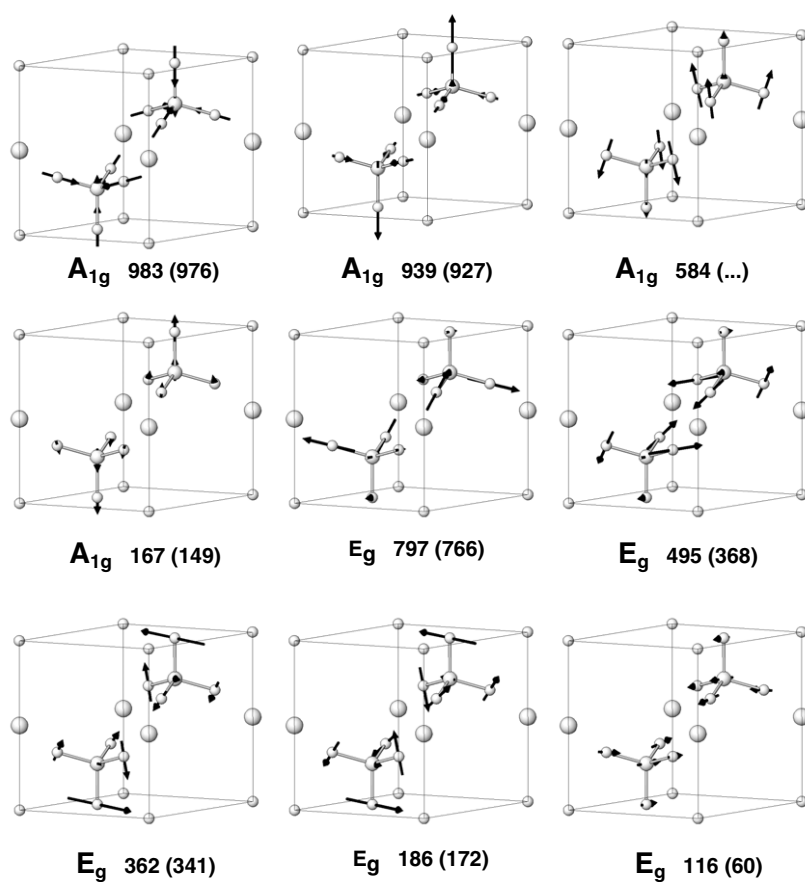 A1g 983 (976)
A1g 939 (927)
A1g 584 (...)
A1g 167 (149)
Eg 797 (766)
Eg 495 (368)
Eg 362 (341)
Eg 186 (172)
Eg 116 (60)